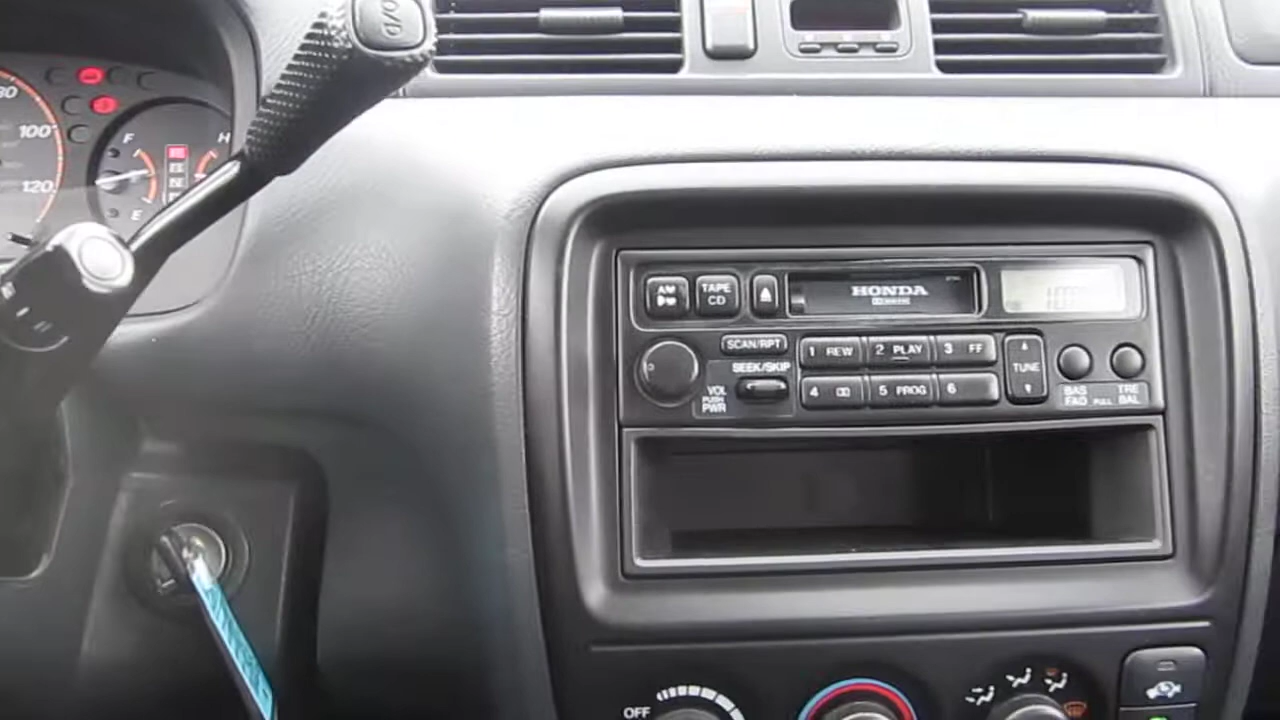 O/D
80
100
120
F
H
E
AM
TAPE
CD
HONDA
SCAN/RPT
SEEK/SKIP
VOL
PUSH
PWR
1 REW
2 PLAY
3 FF
4
5 PROG
6
TUNE
BAS
FAD
PULL
TRE
BAL
OFF